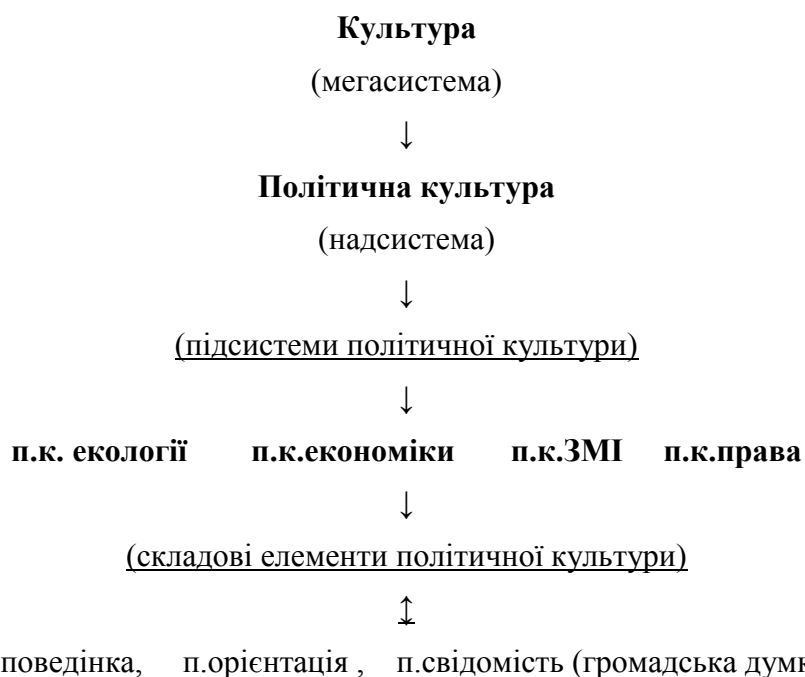 Культура
(мегасистема)
↓
Політична культура
(надсистема)
↓
(підсистеми політичної культури)
↓
п.к. екології п.к.економіки п.к.ЗМІ п.к.права
↓
(складові елементи політичної культури)
↕
поведінка, п.орієнтація , п.свідомість (громадська